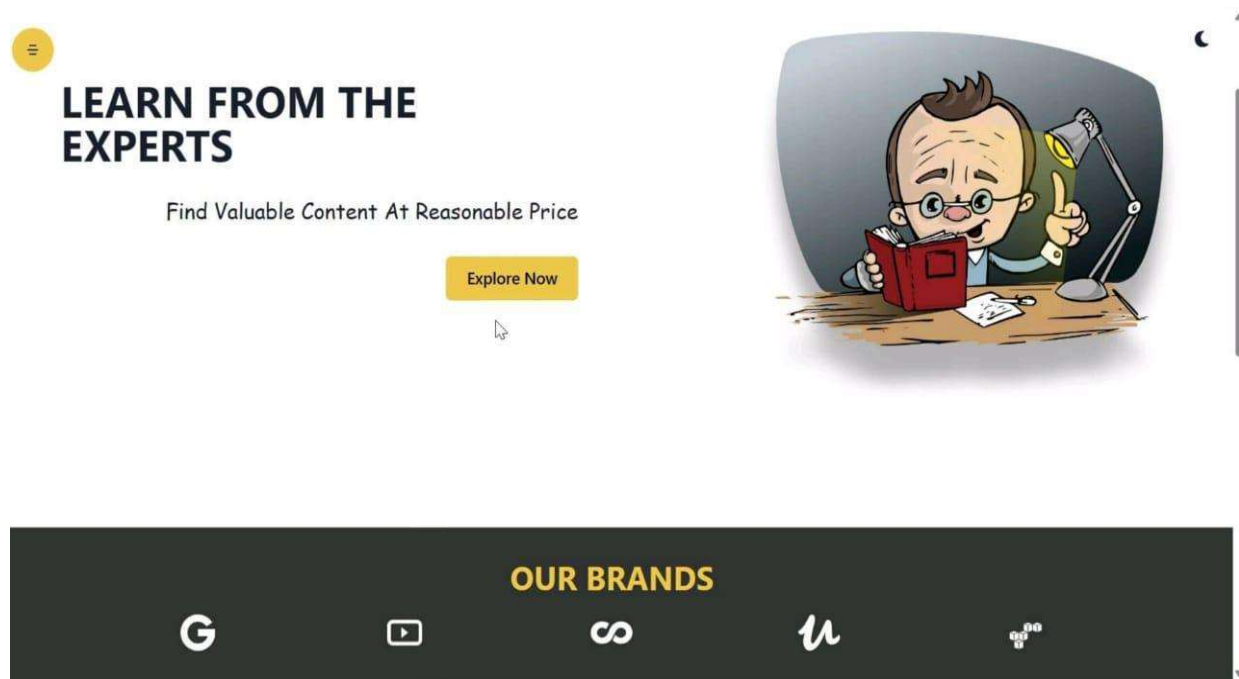 LEARN FROM THE
EXPERTS
Find Valuable Content At Reasonable Price
Explore Now
OUR BRANDS